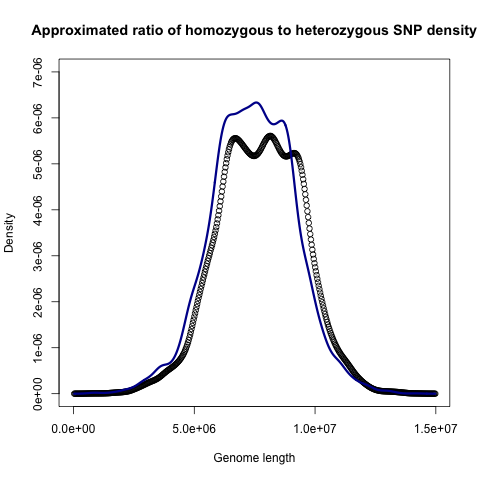 Approximated ratio of homozygous to heterozygous SNP density
7e-06
6e-06
5e-06
4e-06
3e-06
2e-06
1e-06
0e+00
Density
0.0e+00 5.0e+06 1.0e+07 1.5e+07
Genome length